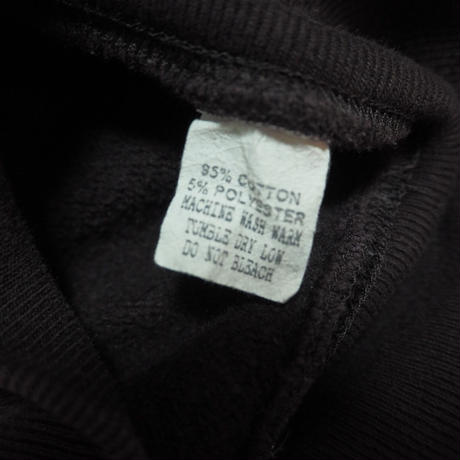 95% COTTON
5% POLYESTER
MACHINE WASH WARM
TUMBLE DRY LOW
DO NOT BLEACH